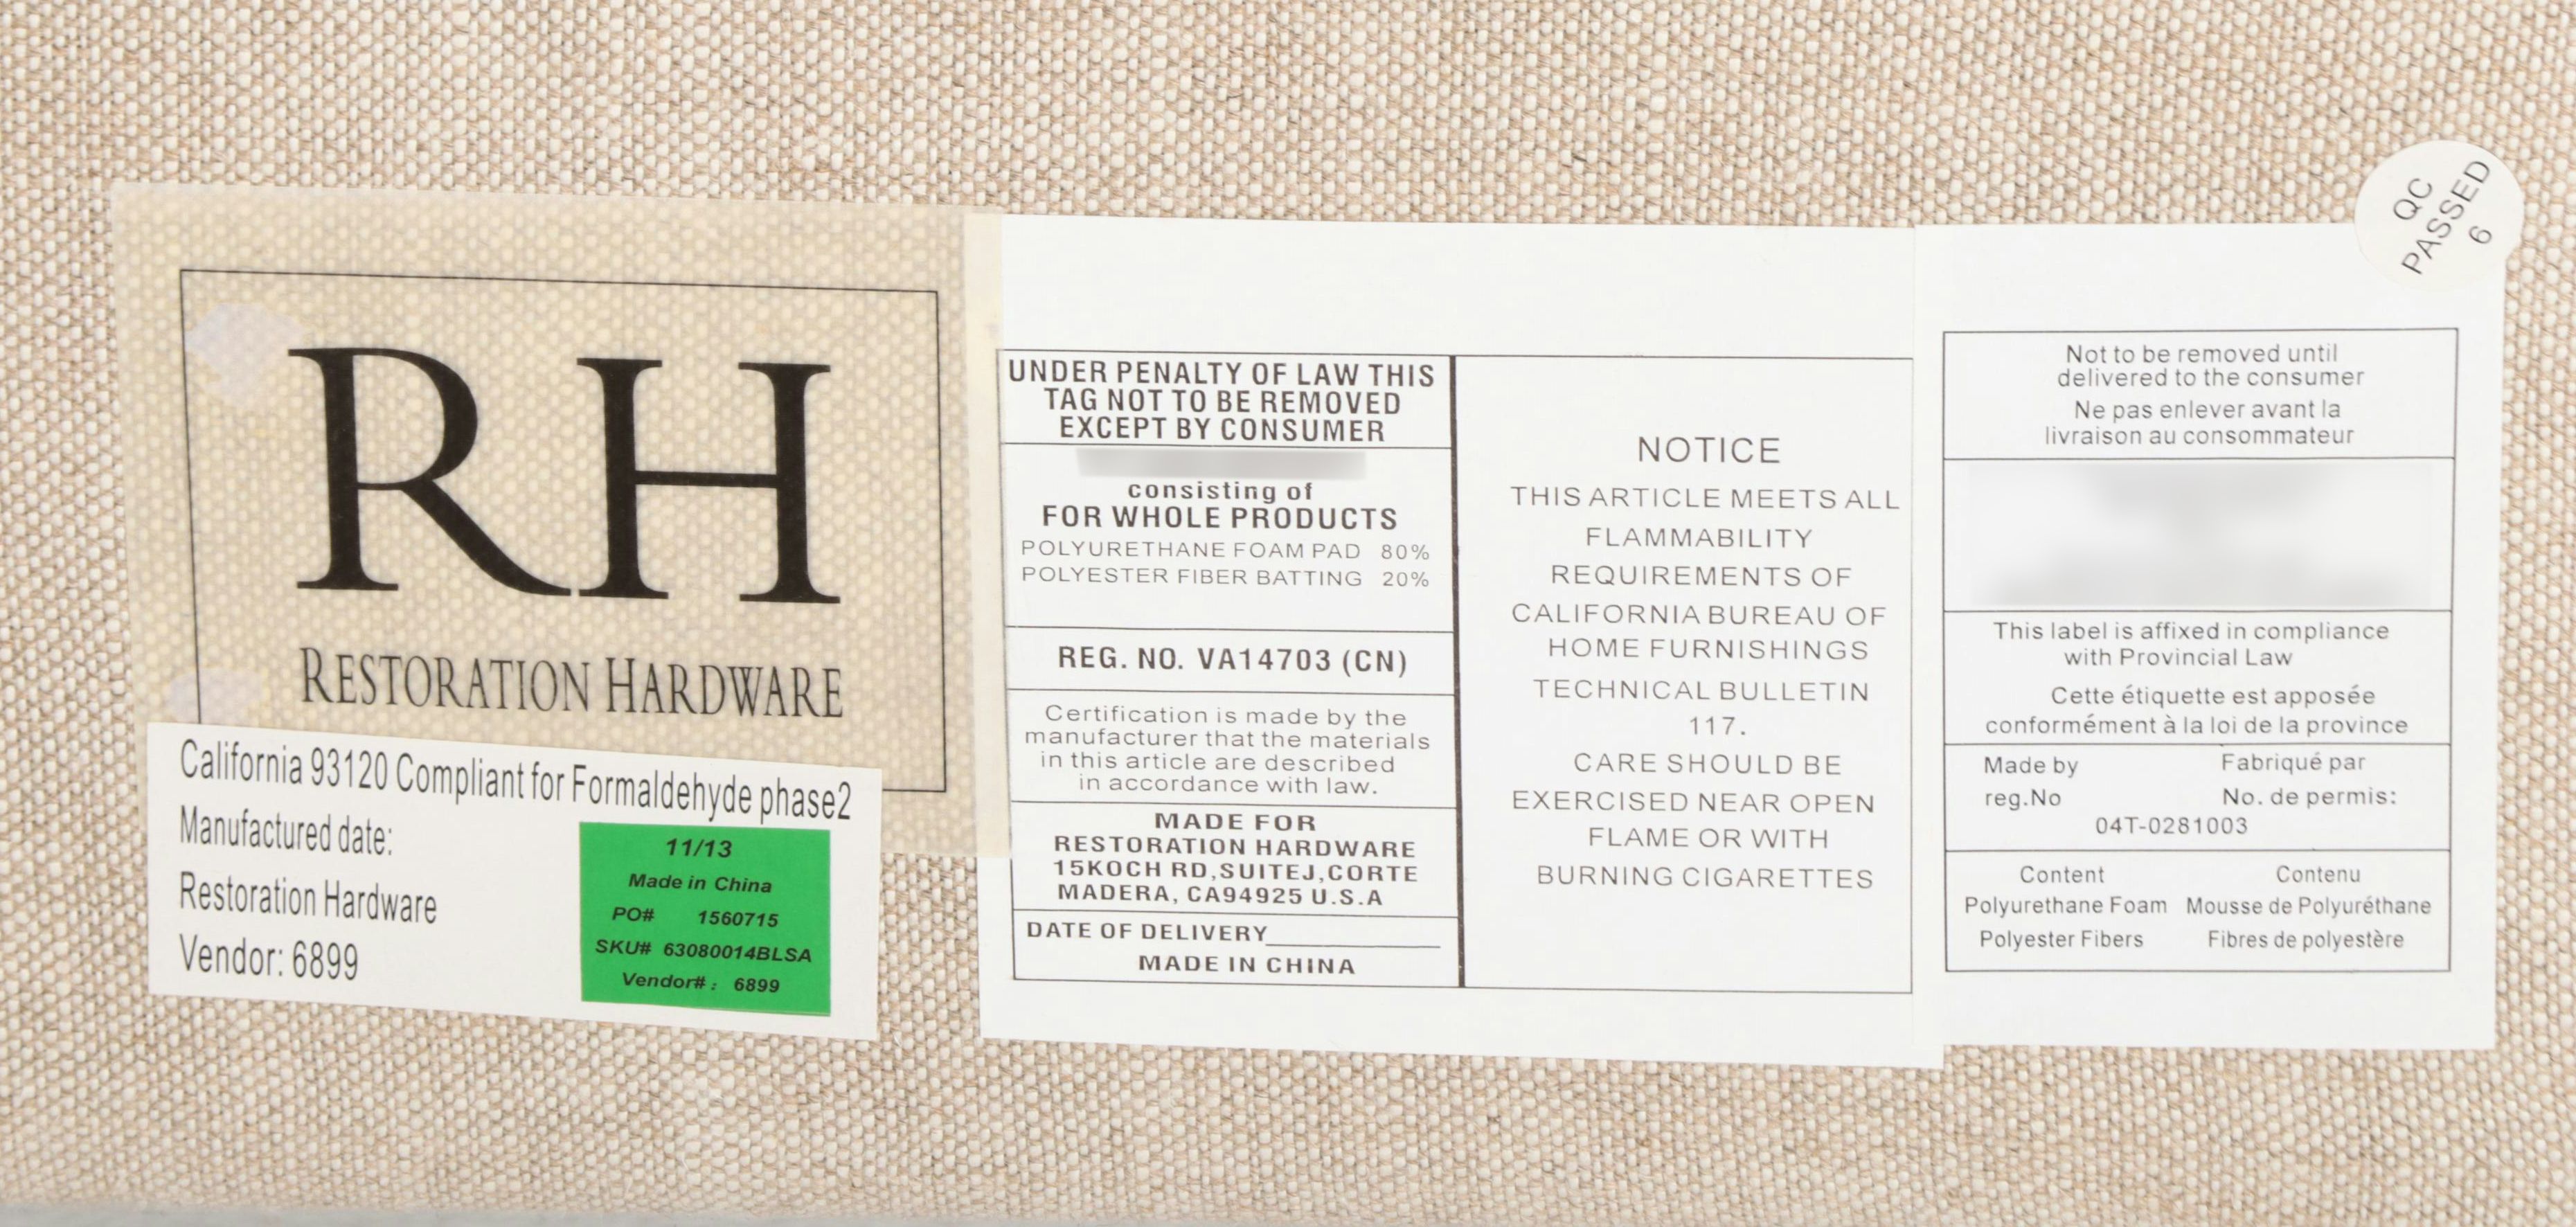 RH
RESTORATION HARDWARE
California 93120 Compliant for Formaldehyde phase2
Manufactured date:
Restoration Hardware
Vendor: 6899
11/13
Made in China
PO# 1560715
SKU# 63080014BLSA
Vendor#: 6899
UNDER PENALTY OF LAW THIS
TAG NOT TO BE REMOVED
EXCEPT BY CONSUMER
consisting of
FOR WHOLE PRODUCTS
POLYURETHANE FOAM PAD 80%
POLYESTER FIBER BATTING 20%
REG. NO. VA14703 (CN)
Certification is made by the
manufacturer that the materials
in this article are described
in accordance with law.
MADE FOR
RESTORATION HARDWARE
15KOCH RD,SUITEJ,CORTE
MADERA, CA94925 U.S.A
DATE OF DELIVERY
MADE IN CHINA
NOTICE
THIS ARTICLE MEETS ALL
FLAMMABILITY
REQUIREMENTS OF
CALIFORNIA BUREAU OF
HOME FURNISHINGS
TECHNICAL BULLETIN
117.
CARE SHOULD BE
EXERCISED NEAR OPEN
FLAME OR WITH
BURNING CIGARETTES
QC
PASSED
6
Not to be removed until
delivered to the consumer
Ne pas enlever avant la
livraison au consommateur
This label is affixed in compliance
with Provincial Law
Cette étiquette est apposée
conformément à la loi de la province
Made by Fabriqué par
reg.No No. de permis:
04T-0281003
Content Contenu
Polyurethane Foam Mousse de Polyuréthane
Polyester Fibers Fibres de polyestère